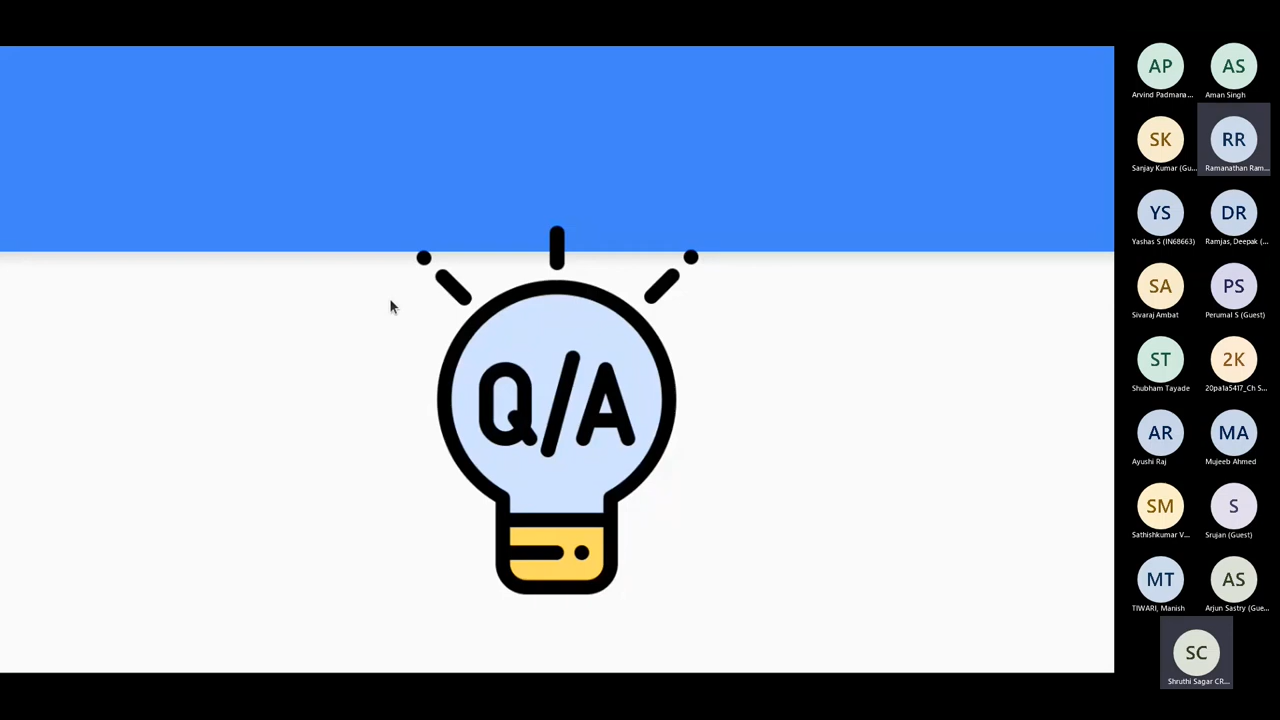 Q/A
AP
Arvind Padmana...
AS
Aman Singh
SK
Sanjay Kumar (Gu...
RR
Ramanathan Ram...
YS
Yashas S (IN68663)
DR
Ramjas, Deepak (...
SA
Sivaraj Ambat
PS
Perumal S (Guest)
ST
Shubham Tayade
2K
20pa1a5417_Ch S...
AR
Ayushi Raj
MA
Mujeeb Ahmed
SM
Sathishkumar V...
S
Srujan (Guest)
MT
TIWARI, Manish
AS
Arjun Sastry (Gue...
SC
Shruthi Sagar CR...